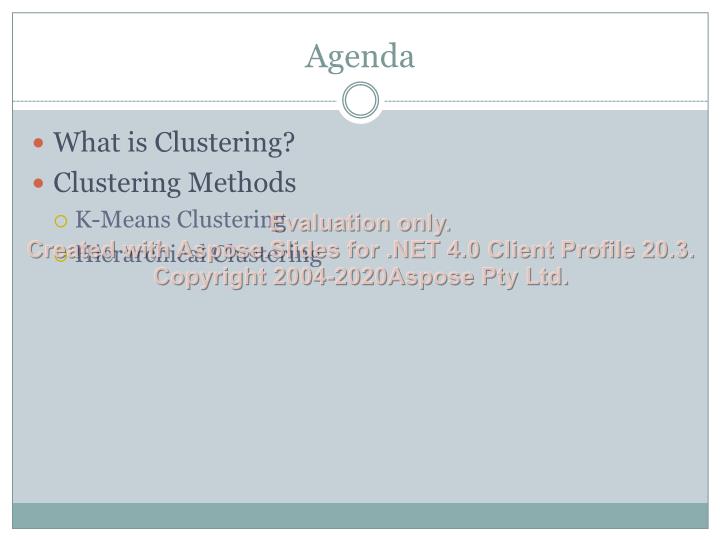 Agenda
What is Clustering?
Clustering Methods
K-Means Clustering
Hierarchical Clustering
Evaluation only.
Created with Aspose.Slides for .NET 4.0 Client Profile 20.3.
Copyright 2004-2020Aspose Pty Ltd.